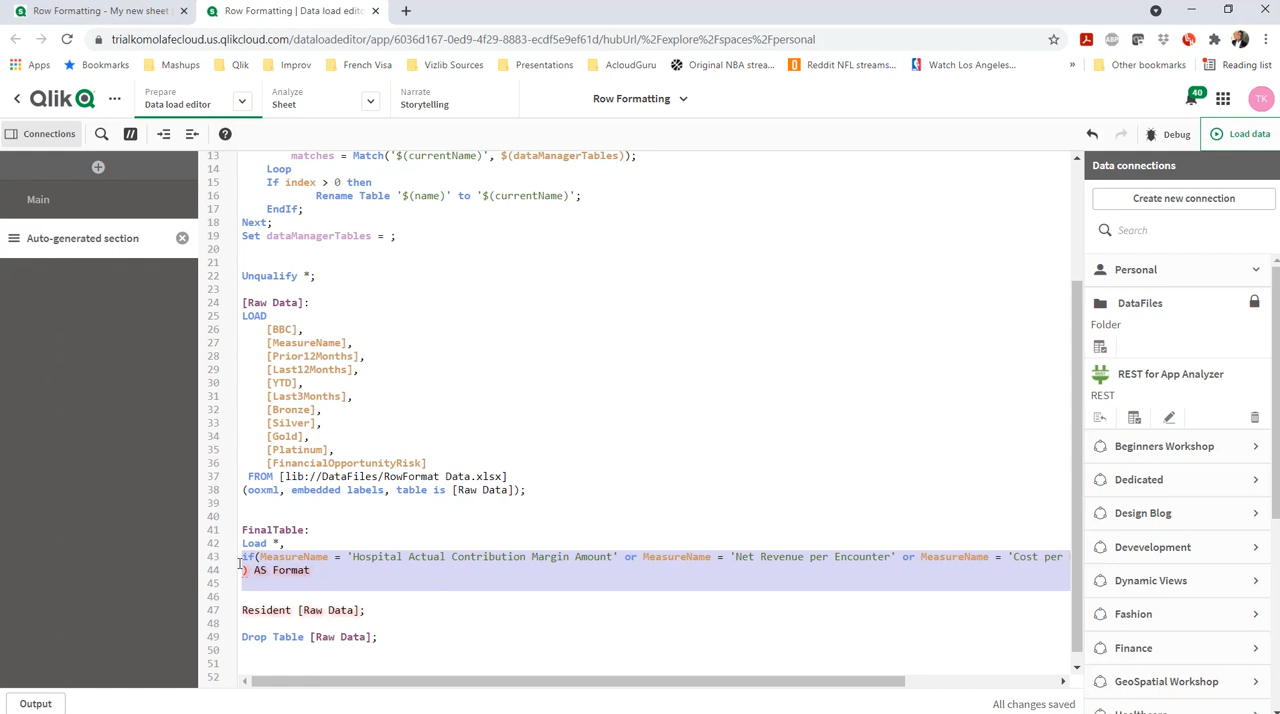 Row Formatting - My new sheet
Row Formatting | Data load edito
trialkomolafecloud.us.qlikcloud.com/dataloadeditor/app/6036d167-0ed9-4f29-8883-ecdf5e9ef61d/hubUrl/%2Fexplore%2Fspaces%2Fpersonal
Apps Bookmarks Mashups Qlik Improv French Visa Vizlib Sources Presentations AcloudGuru Original NBA strea... Reddit NFL streams... Watch Los Angeles... » Other bookmarks Reading list
Qlik
Prepare
Data load editor
Analyze
Sheet
Narrate
Storytelling
Row Formatting
40
TK
Connections
Debug
Load data
Main
Auto-generated section
13 matches = Match('$(currentName)', $(dataManagerTables));
14 Loop
15 If index > 0 then
16 Rename Table '$(name)' to '$(currentName)';
17 EndIf;
18 Next;
19 Set dataManagerTables = ;
20
21
22 Unqualify *;
23
24 [Raw Data]:
25 LOAD
26 [BBC],
27 [MeasureName],
28 [Prior12Months],
29 [Last12Months],
30 [YTD],
31 [Last3Months],
32 [Bronze],
33 [Silver],
34 [Gold],
35 [Platinum],
36 [FinancialOpportunityRisk]
37 FROM [lib://DataFiles/RowFormat Data.xlsx]
38 (ooxml, embedded labels, table is [Raw Data]);
39
40
41 FinalTable:
42 Load *,
43 if(MeasureName = 'Hospital Actual Contribution Margin Amount' or MeasureName = 'Net Revenue per Encounter' or MeasureName = 'Cost per
44 ) AS Format
45
46
47 Resident [Raw Data];
48
49 Drop Table [Raw Data];
50
51
52
Data connections
Create new connection
Search
Personal
DataFiles
Folder
REST for App Analyzer
REST
Beginners Workshop
Dedicated
Design Blog
Devevelopment
Dynamic Views
Fashion
Finance
GeoSpatial Workshop
Output
All changes saved